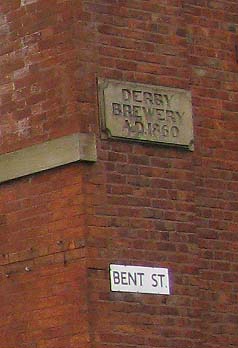 DERBY
BREWERY
A.D.1860
BENT ST.